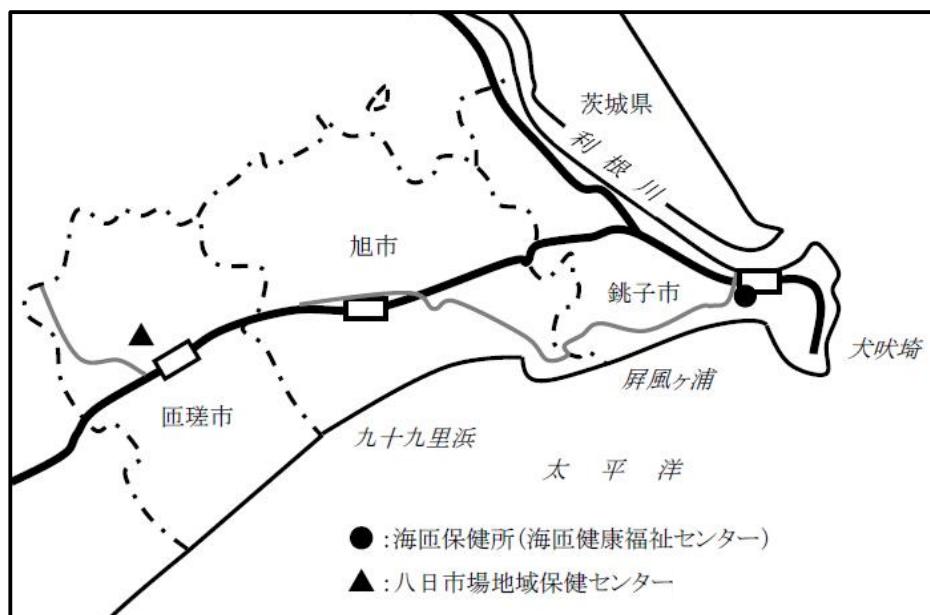 茨城県
利根川
旭市
銚子市
犬吠埼
屏風ヶ浦
匝瑳市
九十九里浜
太平洋
●:海匝保健所(海匝健康福祉センター)
▲:八日市場地域保健センター